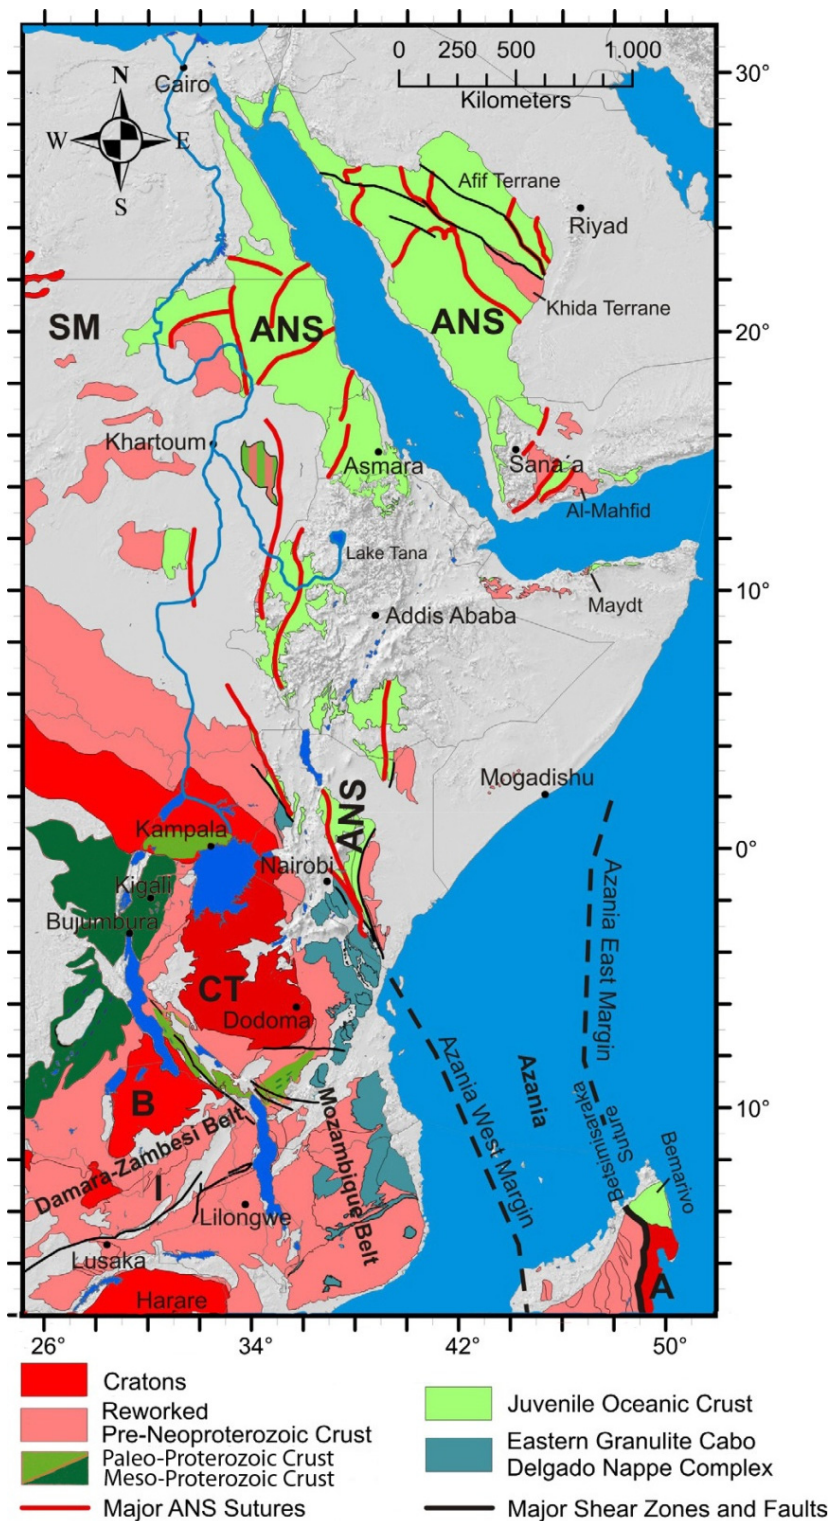 0 250 500 1.000
Kilometers
N
W E
S
Cairo
30°
Afif Terrane
Riyad
Khida Terrane
SM
ANS
ANS
20°
Khartoum
Asmara
Sana a
Al-Mahfid
Lake Tana
Maydt
10°
Addis Ababa
Mogadishu
ANS
Kampala
0°
Nairobi
Kigali
Bujumbura
CT
Dodoma
Azania East Margin
Azania West Margin
Azania
Betsimisaraka
Suture
Bemarivo
B
10°
Damara-Zambesi Belt
Mozambique Belt
I
Lilongwe
Lusaka
Harare
A
26° 34° 42° 50°
Cratons
Reworked
Pre-Neoproterozoic Crust
Paleo-Proterozoic Crust
Meso-Proterozoic Crust
Major ANS Sutures
Juvenile Oceanic Crust
Eastern Granulite Cabo
Delgado Nappe Complex
Major Shear Zones and Faults